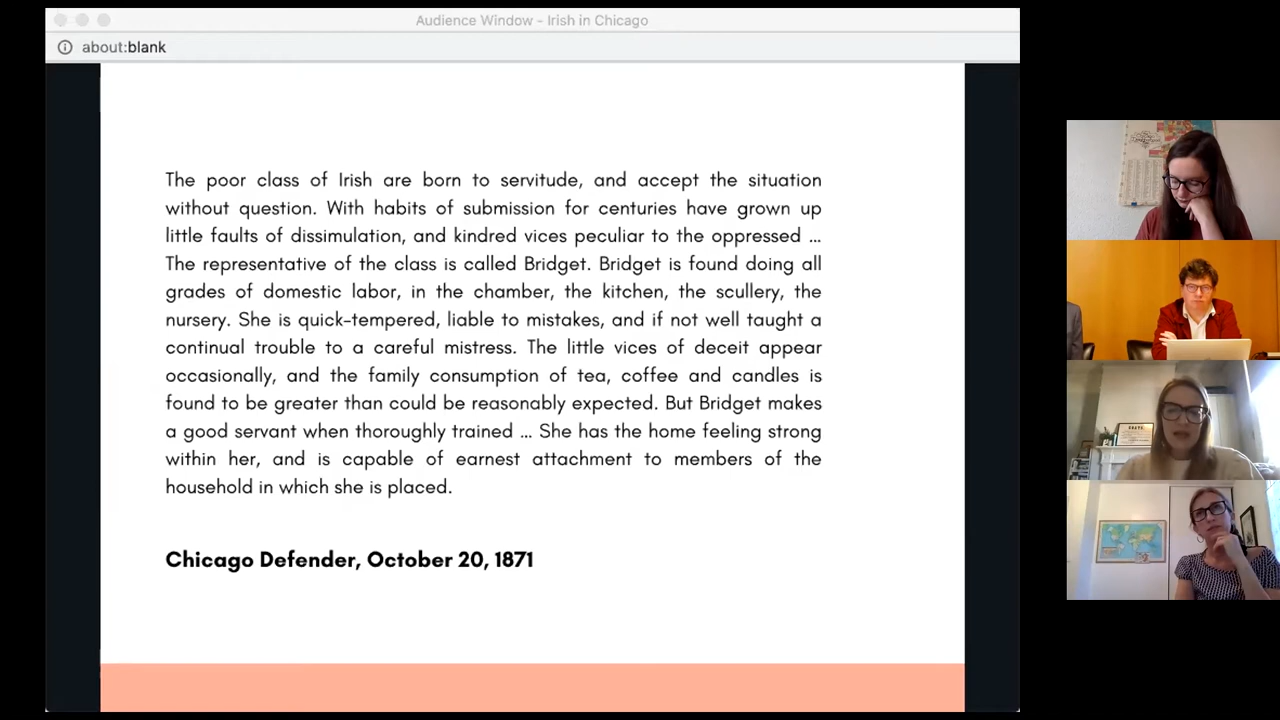 Audience Window - Irish in Chicago
about:blank
The poor class of Irish are born to servitude, and accept the situation
without question. With habits of submission for centuries have grown up
little faults of dissimulation, and kindred vices peculiar to the oppressed ...
The representative of the class is called Bridget. Bridget is found doing all
grades of domestic labor, in the chamber, the kitchen, the scullery, the
nursery. She is quick-tempered, liable to mistakes, and if not well taught a
continual trouble to a careful mistress. The little vices of deceit appear
occasionally, and the family consumption of tea, coffee and candles is
found to be greater than could be reasonably expected. But Bridget makes
a good servant when thoroughly trained ... She has the home feeling strong
within her, and is capable of earnest attachment to members of the
household in which she is placed.
Chicago Defender, October 20, 1871